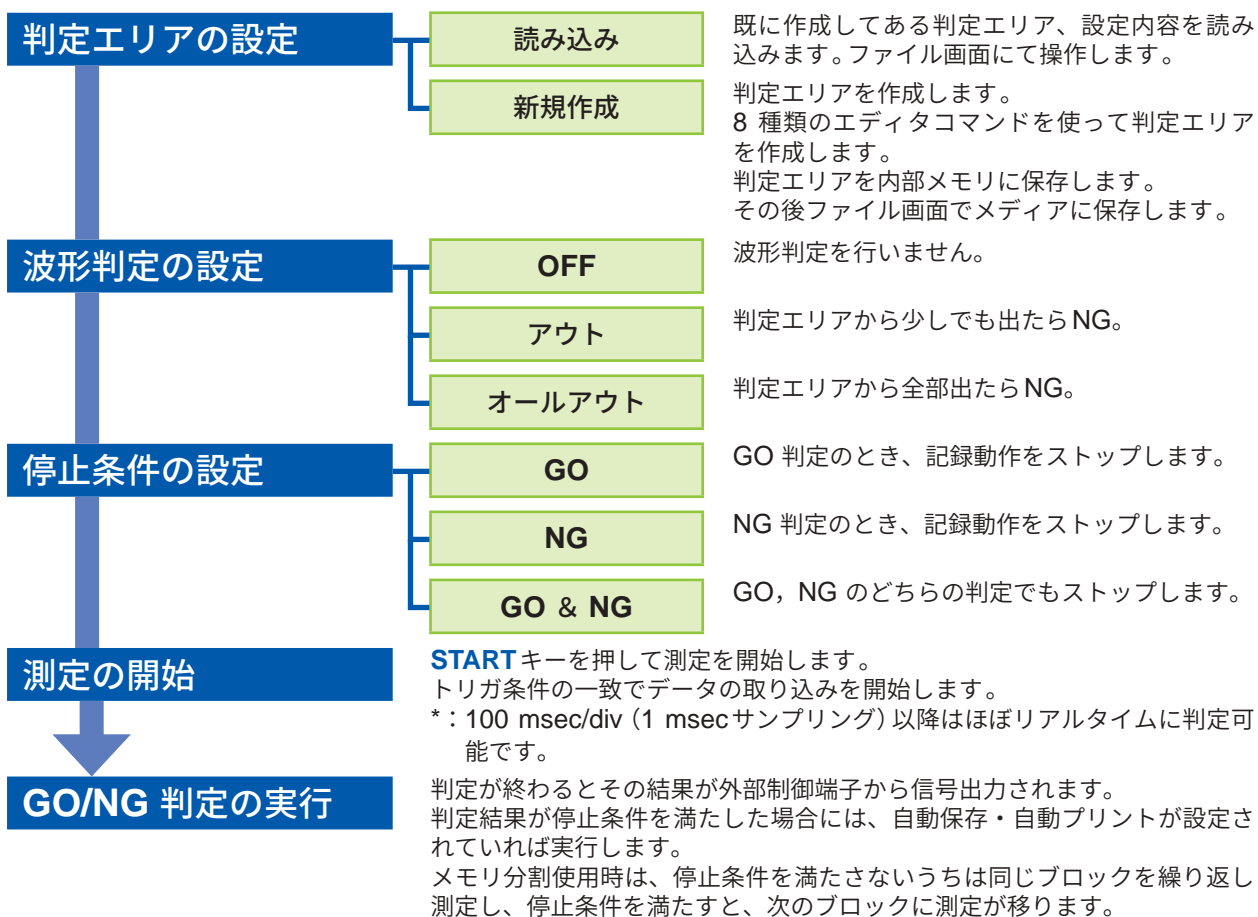 判定エリアの設定
読み込み
既に作成してある判定エリア、設定内容を読み
込みます。ファイル画面にて操作します。
新規作成
判定エリアを作成します。
8 種類のエディタコマンドを使って判定エリア
を作成します。
判定エリアを内部メモリに保存します。
その後ファイル画面でメディアに保存します。
波形判定の設定
OFF
波形判定を行いません。
アウト
判定エリアから少しでも出たらNG。
オールアウト
判定エリアから全部出たらNG。
停止条件の設定
GO
GO 判定のとき、記録動作をストップします。
NG
NG 判定のとき、記録動作をストップします。
GO & NG
GO，NG のどちらの判定でもストップします。
測定の開始
STARTキーを押して測定を開始します。
トリガ条件の一致でデータの取り込みを開始します。
*：100 msec/div（1 msecサンプリング）以降はほぼリアルタイムに判定可
能です。
GO/NG 判定の実行
判定が終わるとその結果が外部制御端子から信号出力されます。
判定結果が停止条件を満たした場合には、自動保存・自動プリントが設定さ
れていれば実行します。
メモリ分割使用時は、停止条件を満たさないうちは同じブロックを繰り返し
測定し、停止条件を満たすと、次のブロックに測定が移ります。